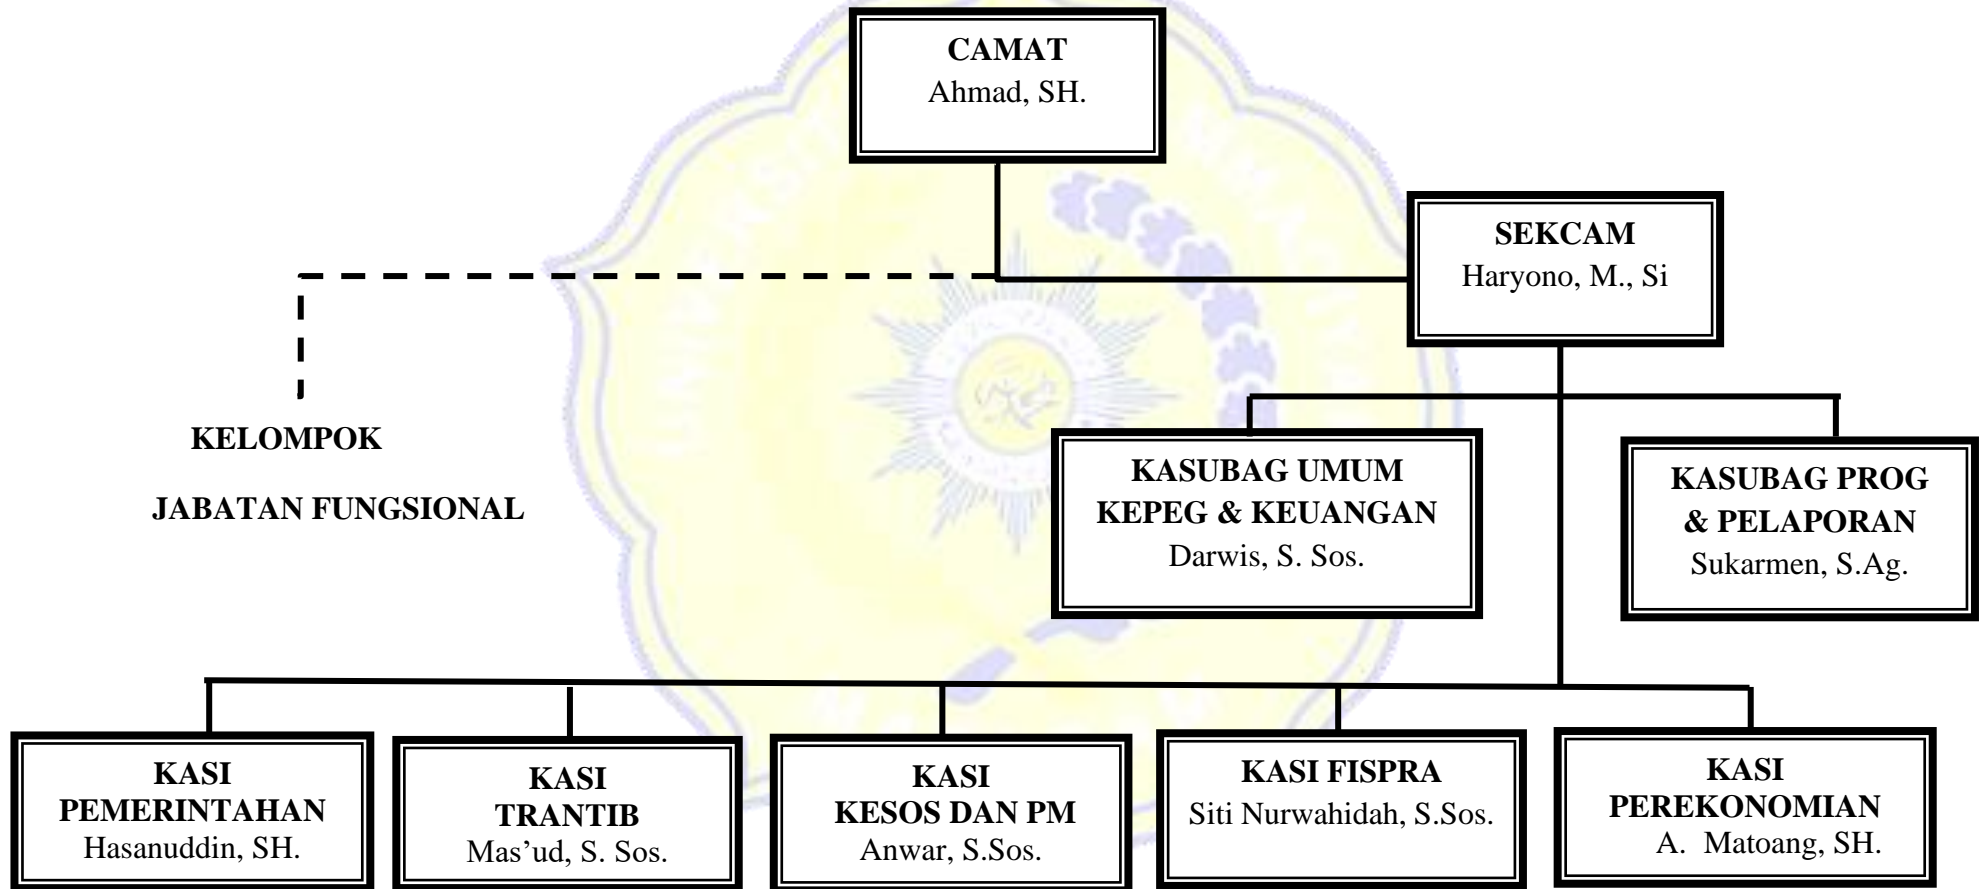 CAMAT
Ahmad, SH.
SEKCAM
Haryono, M., Si
KELOMPOK
JABATAN FUNGSIONAL
KASUBAG UMUM
KEPEG & KEUANGAN
Darwis, S. Sos.
KASUBAG PROG
& PELAPORAN
Sukarmen, S.Ag.
KASI
PEMERINTAHAN
Hasanuddin, SH.
KASI
TRANTIB
Mas’ud, S. Sos.
KASI
KESOS DAN PM
Anwar, S.Sos.
KASI FISPRA
Siti Nurwahidah, S.Sos.
KASI
PEREKONOMIAN
A. Matoang, SH.